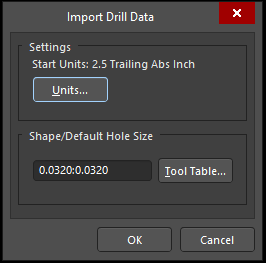 Import Drill Data
Settings
Start Units: 2.5 Trailing Abs Inch
Units...
Shape/Default Hole Size
0.0320:0.0320
Tool Table...
OK
Cancel